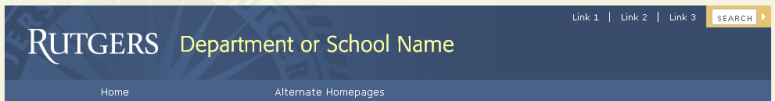 Link 1 | Link 2 | Link 3 SEARCH
RUTGERS Department or School Name
Home Alternate Homepages